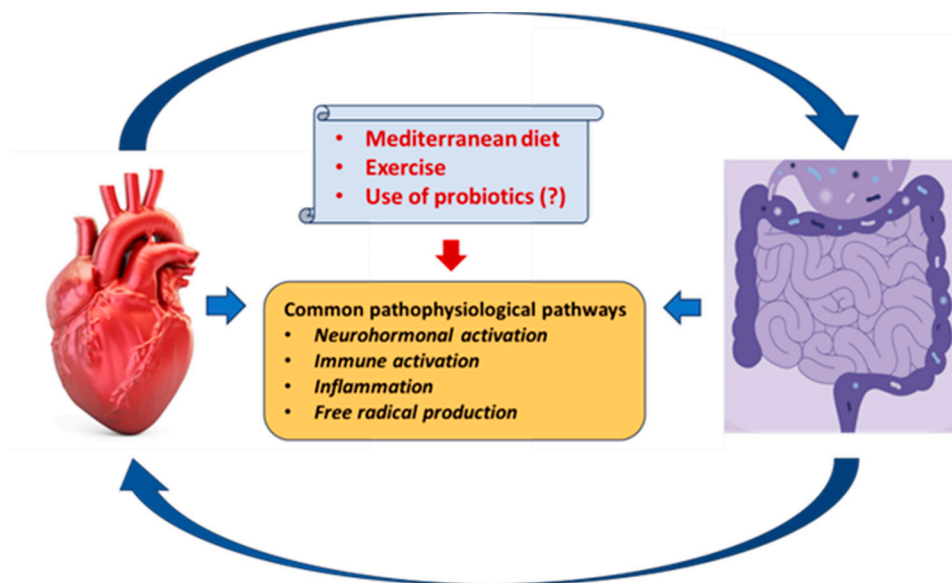 • Mediterranean diet
• Exercise
• Use of probiotics (?)
Common pathophysiological pathways
• Neurohormonal activation
• Immune activation
• Inflammation
• Free radical production